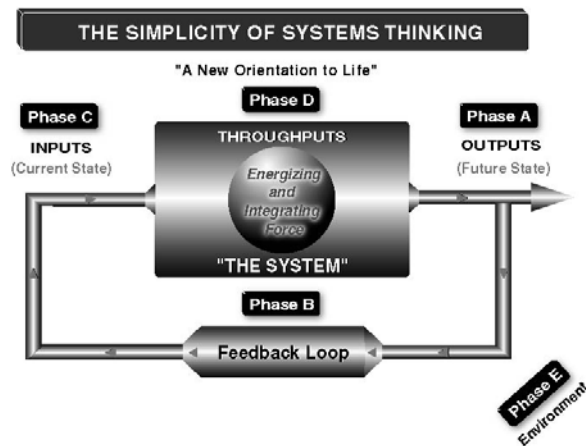 THE SIMPLICITY OF SYSTEMS THINKING
"A New Orientation to Life"
Phase C
Phase D
Phase A
INPUTS
(Current State)
THROUGHPUTS
OUTPUTS
(Future State)
Energizing
and
Integrating
Force
"THE SYSTEM"
Phase B
Feedback Loop
Phase E
Environment